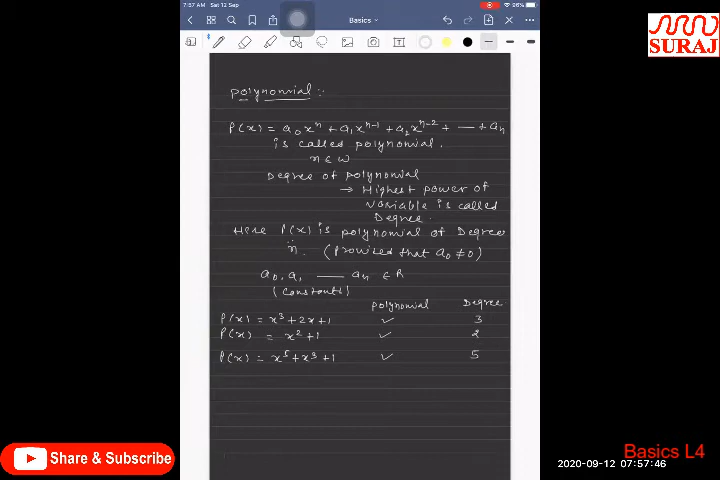 7:57 AM Sat 12 Sep
96%
Basics
SURAJ
Polynomial :-
P(x) = a₀xⁿ + a₁xⁿ⁻¹ + a₂xⁿ⁻² + — + aₙ
is called polynomial.
n ∈ W
Degree of polynomial
→ Highest power of
variable is called
Degree.
Here P(x) is polynomial of Degree
n. (Provided that a₀ ≠ 0)
a₀, a₁ — aₙ ∈ R
(Constants)
polynomial Degree
P(x) = x³ + 2x + 1 ✓ 3
P(x) = x² + 1 ✓ 2
P(x) = x⁵ + x³ + 1 ✓ 5
Share & Subscribe
Basics L4
2020-09-12 07:57:46